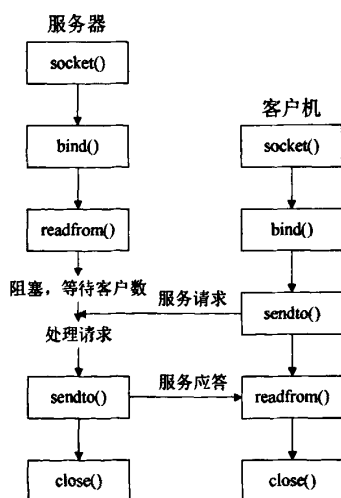 服务器
socket()
bind()
readfrom()
阻塞，等待客户数
处理请求
sendto()
close()
客户机
socket()
bind()
服务请求
sendto()
服务应答
readfrom()
close()